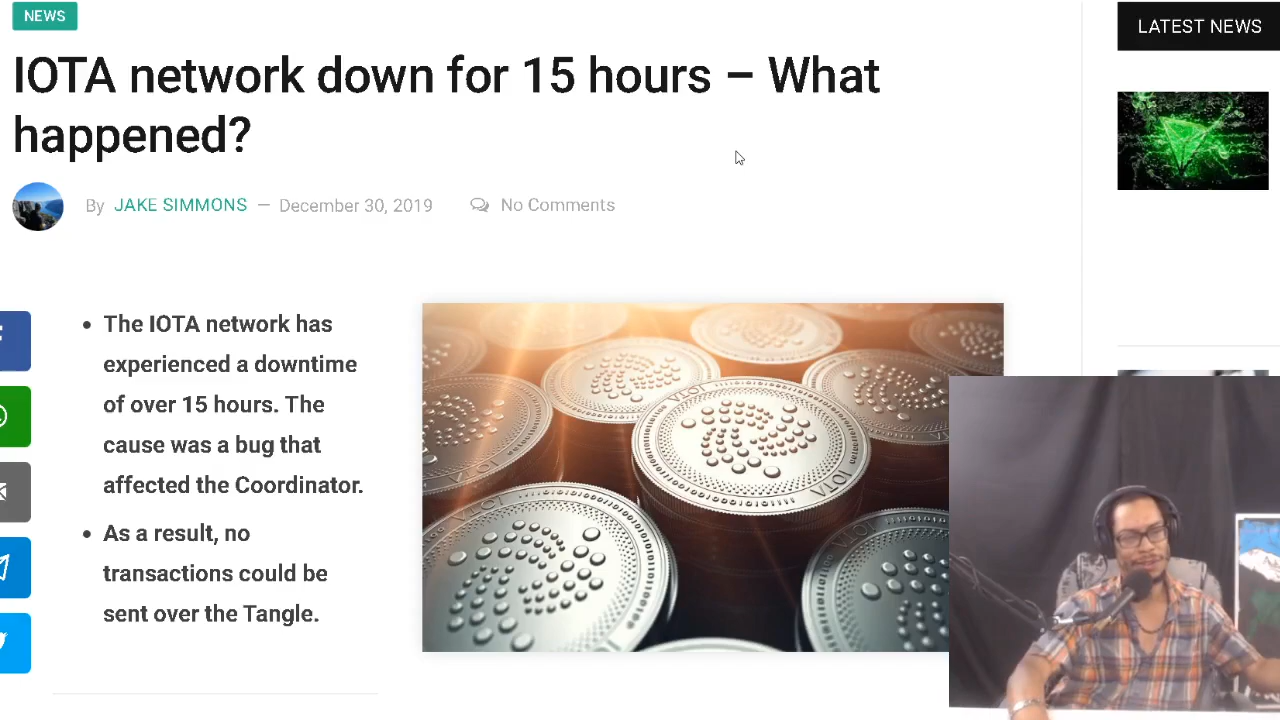 NEWS
LATEST NEWS
IOTA network down for 15 hours – What
happened?
By JAKE SIMMONS — December 30, 2019 No Comments
• The IOTA network has
experienced a downtime
of over 15 hours. The
cause was a bug that
affected the Coordinator.
• As a result, no
transactions could be
sent over the Tangle.